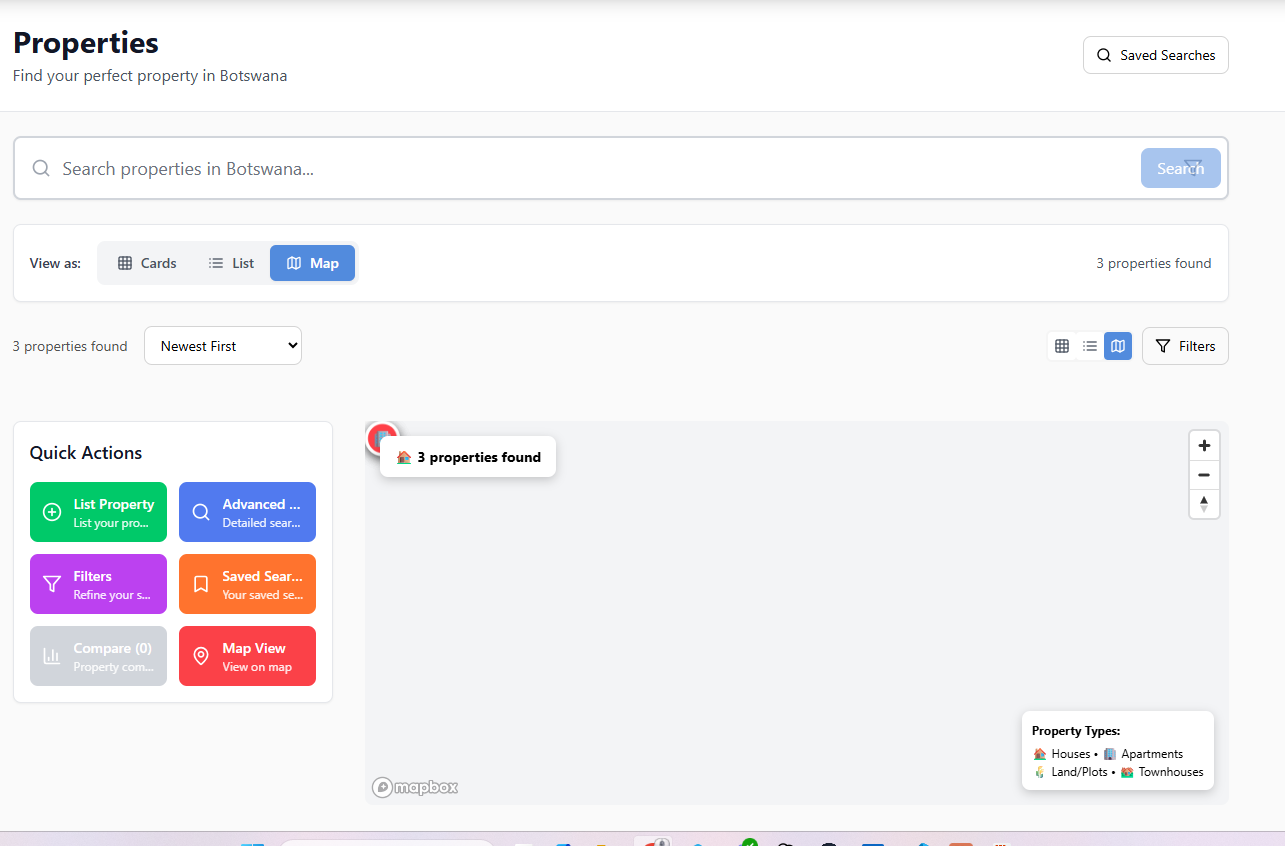 Properties
Find your perfect property in Botswana
Saved Searches
Search properties in Botswana...
Search
View as:
Cards
List
Map
3 properties found
3 properties found
Newest First
Filters
Quick Actions
List Property
List your pro...
Advanced ...
Detailed sear...
Filters
Refine your s...
Saved Sear...
Your saved se...
Compare (0)
Property com...
Map View
View on map
3 properties found
Property Types:
Houses • Apartments
Land/Plots • Townhouses
mapbox